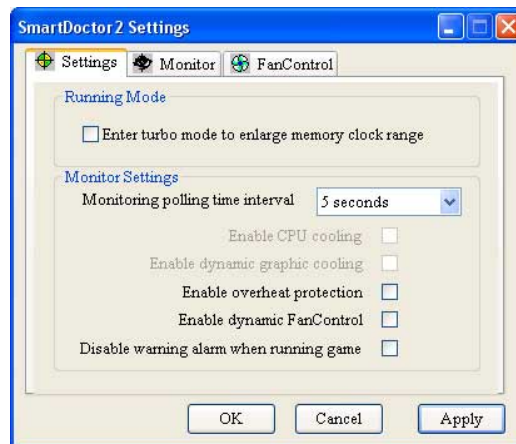 SmartDoctor2 Settings
Settings Monitor FanControl
Running Mode
Enter turbo mode to enlarge memory clock range
Monitor Settings
Monitoring polling time interval 5 seconds
Enable CPU cooling
Enable dynamic graphic cooling
Enable overheat protection
Enable dynamic FanControl
Disable warning alarm when running game
OK Cancel Apply